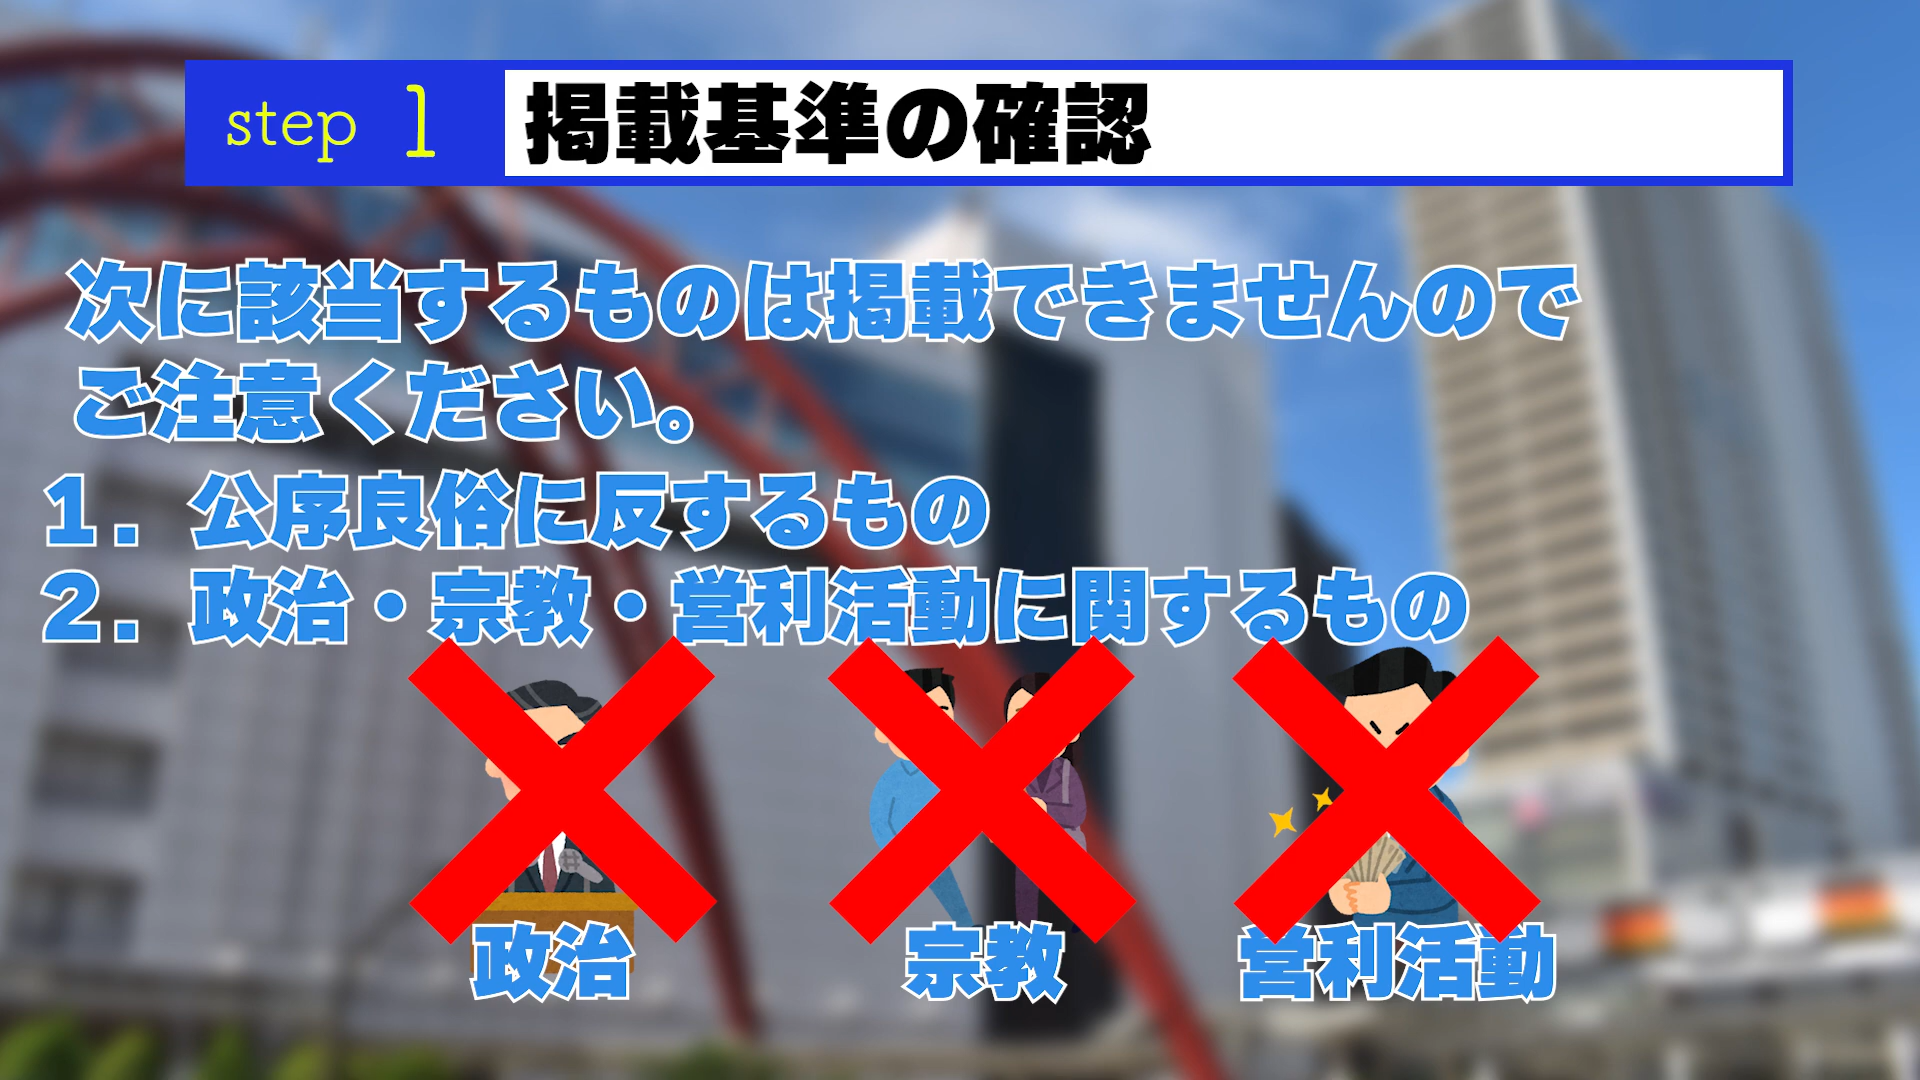 step 1 掲載基準の確認
次に該当するものは掲載できませんので
ご注意ください。
1. 公序良俗に反するもの
2. 政治・宗教・営利活動に関するもの
政治 宗教 営利活動